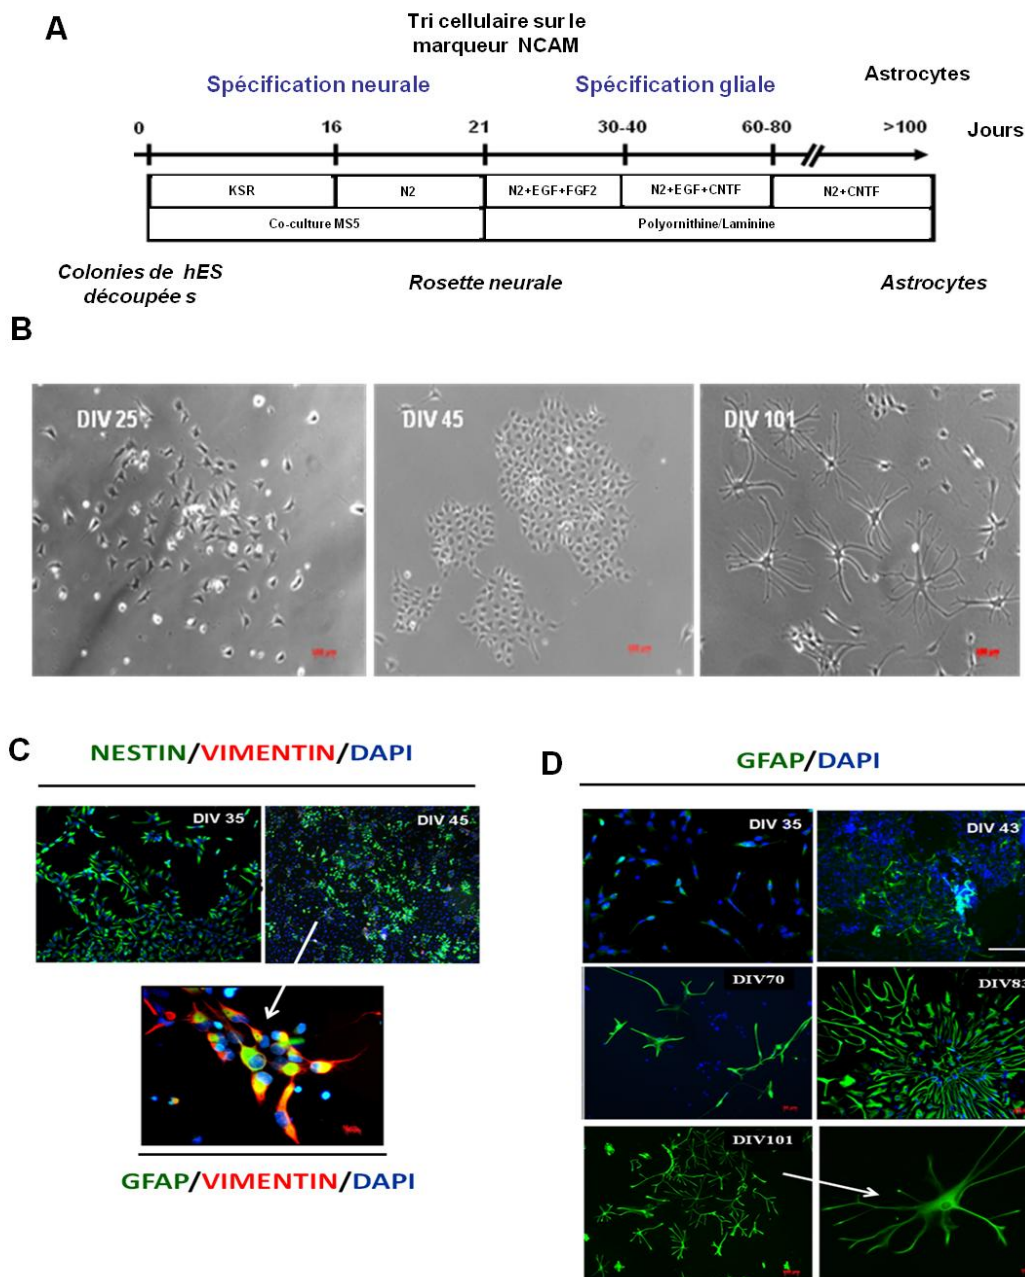 A
Tri cellulaire sur le
marqueur NCAM
Spécification neurale
Spécification gliale
Astrocytes
0
16
21
30-40
60-80
>100
Jours
KSR
N2
N2+EGF+FGF2
N2+EGF+CNTF
N2+CNTF
Co-culture MS5
Polyornithine/Laminine
Colonies de hES
découpée s
Rosette neurale
Astrocytes
B
DIV 25
DIV 45
DIV 101
C
NESTIN/VIMENTIN/DAPI
DIV 35
DIV 45
GFAP/VIMENTIN/DAPI
D
GFAP/DAPI
DIV 35
DIV 43
DIV70
DIV83
DIV101